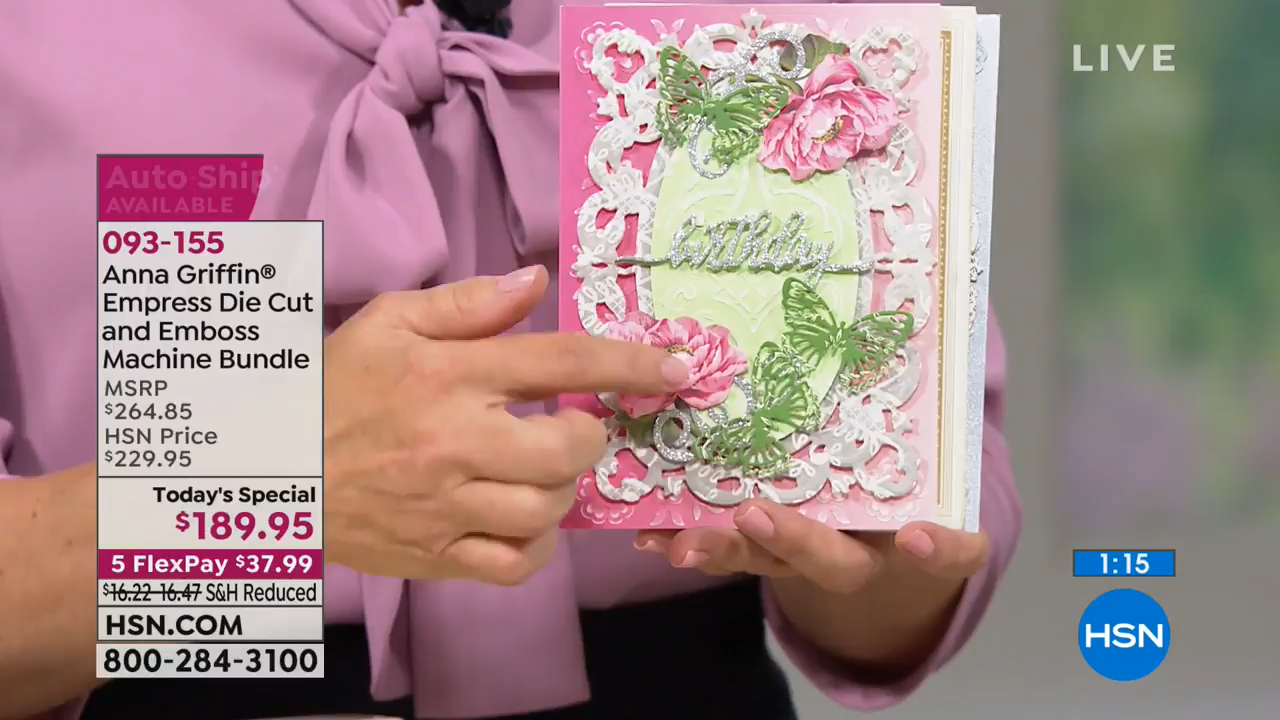 LIVE
Auto-Ship
AVAILABLE
093-155
Anna Griffin®
Empress Die Cut
and Emboss
Machine Bundle
MSRP
$264.85
HSN Price
$229.95
Today's Special
$189.95
5 FlexPay $37.99
$16.22-16.47 S&H Reduced
HSN.COM
800-284-3100
birthday
1:15
HSN